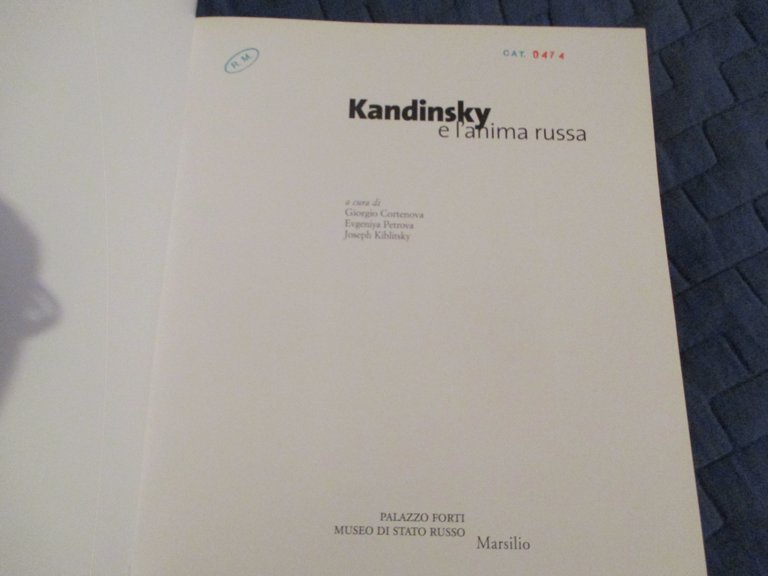 R. M.
CAT. 0474
Kandinsky
e l'anima russa
a cura di
Giorgio Cortenova
Evgeniya Petrova
Joseph Kiblitsky
PALAZZO FORTI
MUSEO DI STATO RUSSO
Marsilio